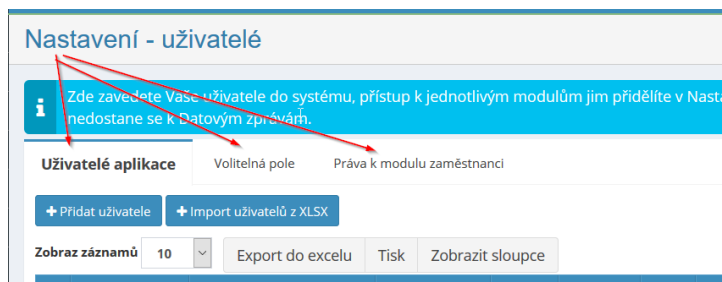 Nastavení - uživatelé
Zde zavedete Vaše uživatele do systému, přístup k jednotlivým modulům jim přidělíte v Nasta
nedostane se k Datovým zprávám.
Uživatelé aplikace Volitelná pole Práva k modulu zaměstnanci
Přidat uživatele Import uživatelů z XLSX
Zobraz záznamů 10 Export do excelu Tisk Zobrazit sloupce